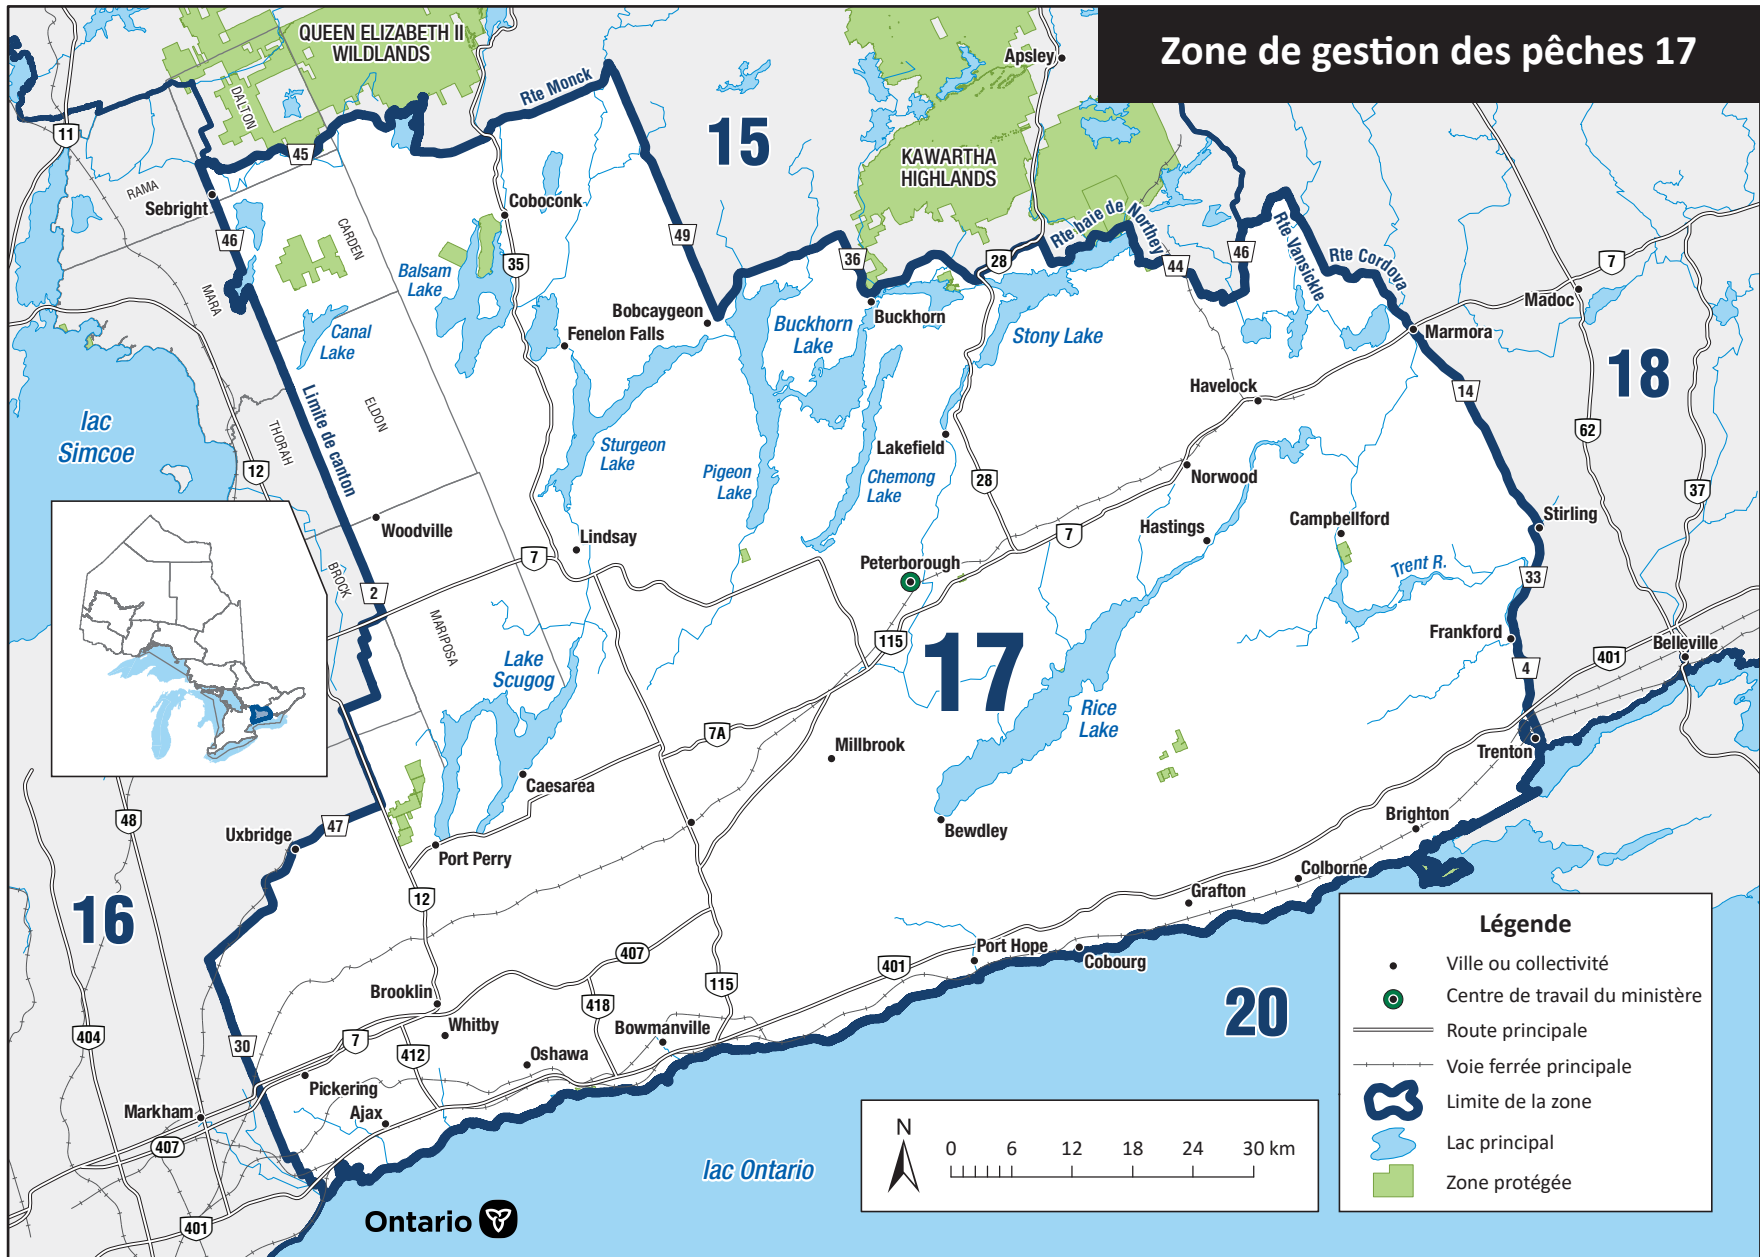 Zone de gestion des pêches 17
QUEEN ELIZABETH II
WILDLANDS
Apsley
Rte Monck
DALTON
11
15
45
KAWARTHA
HIGHLANDS
RAMA
Sebright
Coboconk
CARDEN
46
49
35
36
28
Rte baie de Northey
44
46
Rte Vansickle
Rte Cordova
7
Balsam
Lake
MARA
Madoc
Bobcaygeon
Buckhorn
Buckhorn
Lake
Canal
Lake
Fenelon Falls
Stony Lake
Marmora
18
Havelock
14
lac
Simcoe
Limite de canton
ELDON
THORAH
62
Sturgeon
Lake
Lakefield
12
Pigeon
Lake
Chemong
Lake
28
Norwood
37
Woodville
Hastings
Campbellford
Stirling
Lindsay
7
7
Peterborough
Trent R.
33
BROCK
2
MARIPOSA
115
17
Frankford
Belleville
401
4
Lake
Scugog
Rice
Lake
7A
Millbrook
Trenton
Caesarea
48
47
Uxbridge
Port Perry
Bewdley
Brighton
12
Colborne
Grafton
16
407
Port Hope
Cobourg
401
115
Brooklin
418
20
404
30
7
Whitby
412
Bowmanville
Oshawa
Pickering
Ajax
Markham
407
401
lac Ontario
Ontario
N
0 6 12 18 24 30 km
Légende
Ville ou collectivité
Centre de travail du ministère
Route principale
Voie ferrée principale
Limite de la zone
Lac principal
Zone protégée